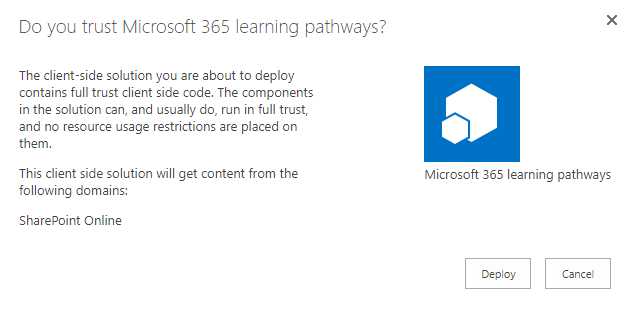 Do you trust Microsoft 365 learning pathways?
The client-side solution you are about to deploy
contains full trust client side code. The components
in the solution can, and usually do, run in full trust,
and no resource usage restrictions are placed on
them.
This client side solution will get content from the
following domains:
SharePoint Online
Microsoft 365 learning pathways
Deploy
Cancel